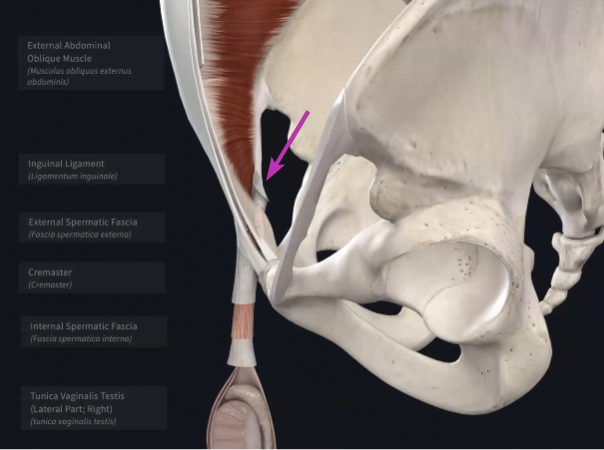 External Abdominal
Oblique Muscle
(Musculus obliquus externus
abdominis)
Inguinal Ligament
(Ligamentum inguinale)
External Spermatic Fascia
(Fascia spermatica externa)
Cremaster
(Cremaster)
Internal Spermatic Fascia
(Fascia spermatica interna)
Tunica Vaginalis Testis
(Lateral Part; Right)
(tunica vaginalis testis)